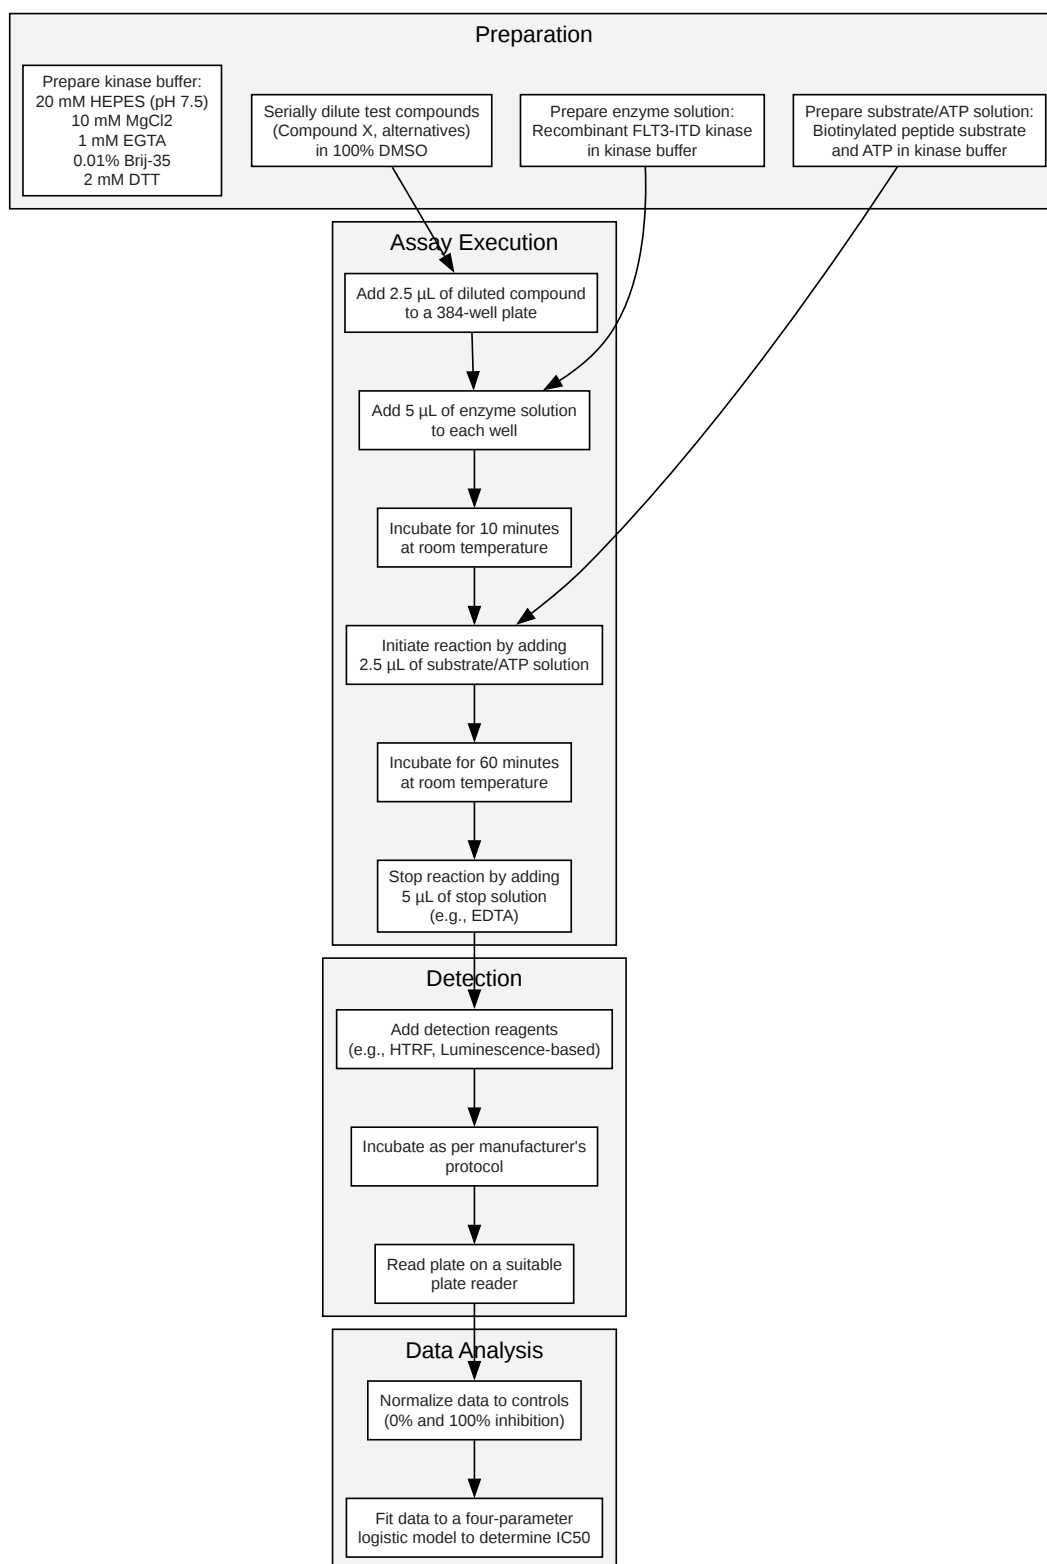 Preparation
Prepare kinase buffer:
20 mM HEPES (pH 7.5)
10 mM MgCl2
1 mM EGTA
0.01% Brij-35
2 mM DTT
Serially dilute test compounds
(Compound X, alternatives)
in 100% DMSO
Prepare enzyme solution:
Recombinant FLT3-ITD kinase
in kinase buffer
Prepare substrate/ATP solution:
Biotinylated peptide substrate
and ATP in kinase buffer
Assay Execution
Add 2.5 µL of diluted compound
to a 384-well plate
Add 5 µL of enzyme solution
to each well
Incubate for 10 minutes
at room temperature
Initiate reaction by adding
2.5 µL of substrate/ATP solution
Incubate for 60 minutes
at room temperature
Stop reaction by adding
5 µL of stop solution
(e.g., EDTA)
Detection
Add detection reagents
(e.g., HTRF, Luminescence-based)
Incubate as per manufacturer's
protocol
Read plate on a suitable
plate reader
Data Analysis
Normalize data to controls
(0% and 100% inhibition)
Fit data to a four-parameter
logistic model to determine IC50